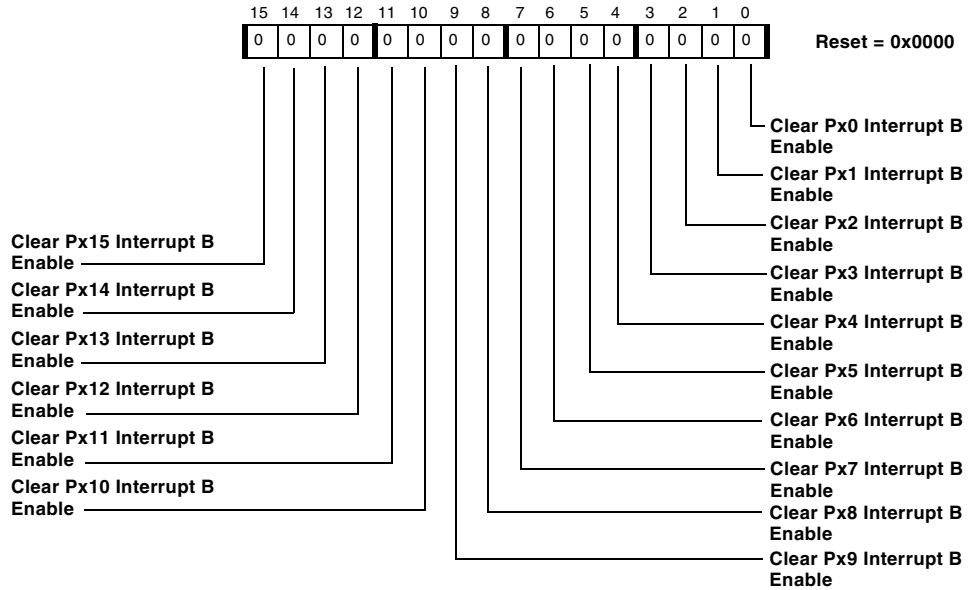 15 14 13 12 11 10 9 8 7 6 5 4 3 2 1 0
0 0 0 0 0 0 0 0 0 0 0 0 0 0 0 0
Reset = 0x0000
Clear Px0 Interrupt B
Enable
Clear Px1 Interrupt B
Enable
Clear Px2 Interrupt B
Enable
Clear Px3 Interrupt B
Enable
Clear Px4 Interrupt B
Enable
Clear Px5 Interrupt B
Enable
Clear Px6 Interrupt B
Enable
Clear Px7 Interrupt B
Enable
Clear Px8 Interrupt B
Enable
Clear Px9 Interrupt B
Enable
Clear Px15 Interrupt B
Enable
Clear Px14 Interrupt B
Enable
Clear Px13 Interrupt B
Enable
Clear Px12 Interrupt B
Enable
Clear Px11 Interrupt B
Enable
Clear Px10 Interrupt B
Enable